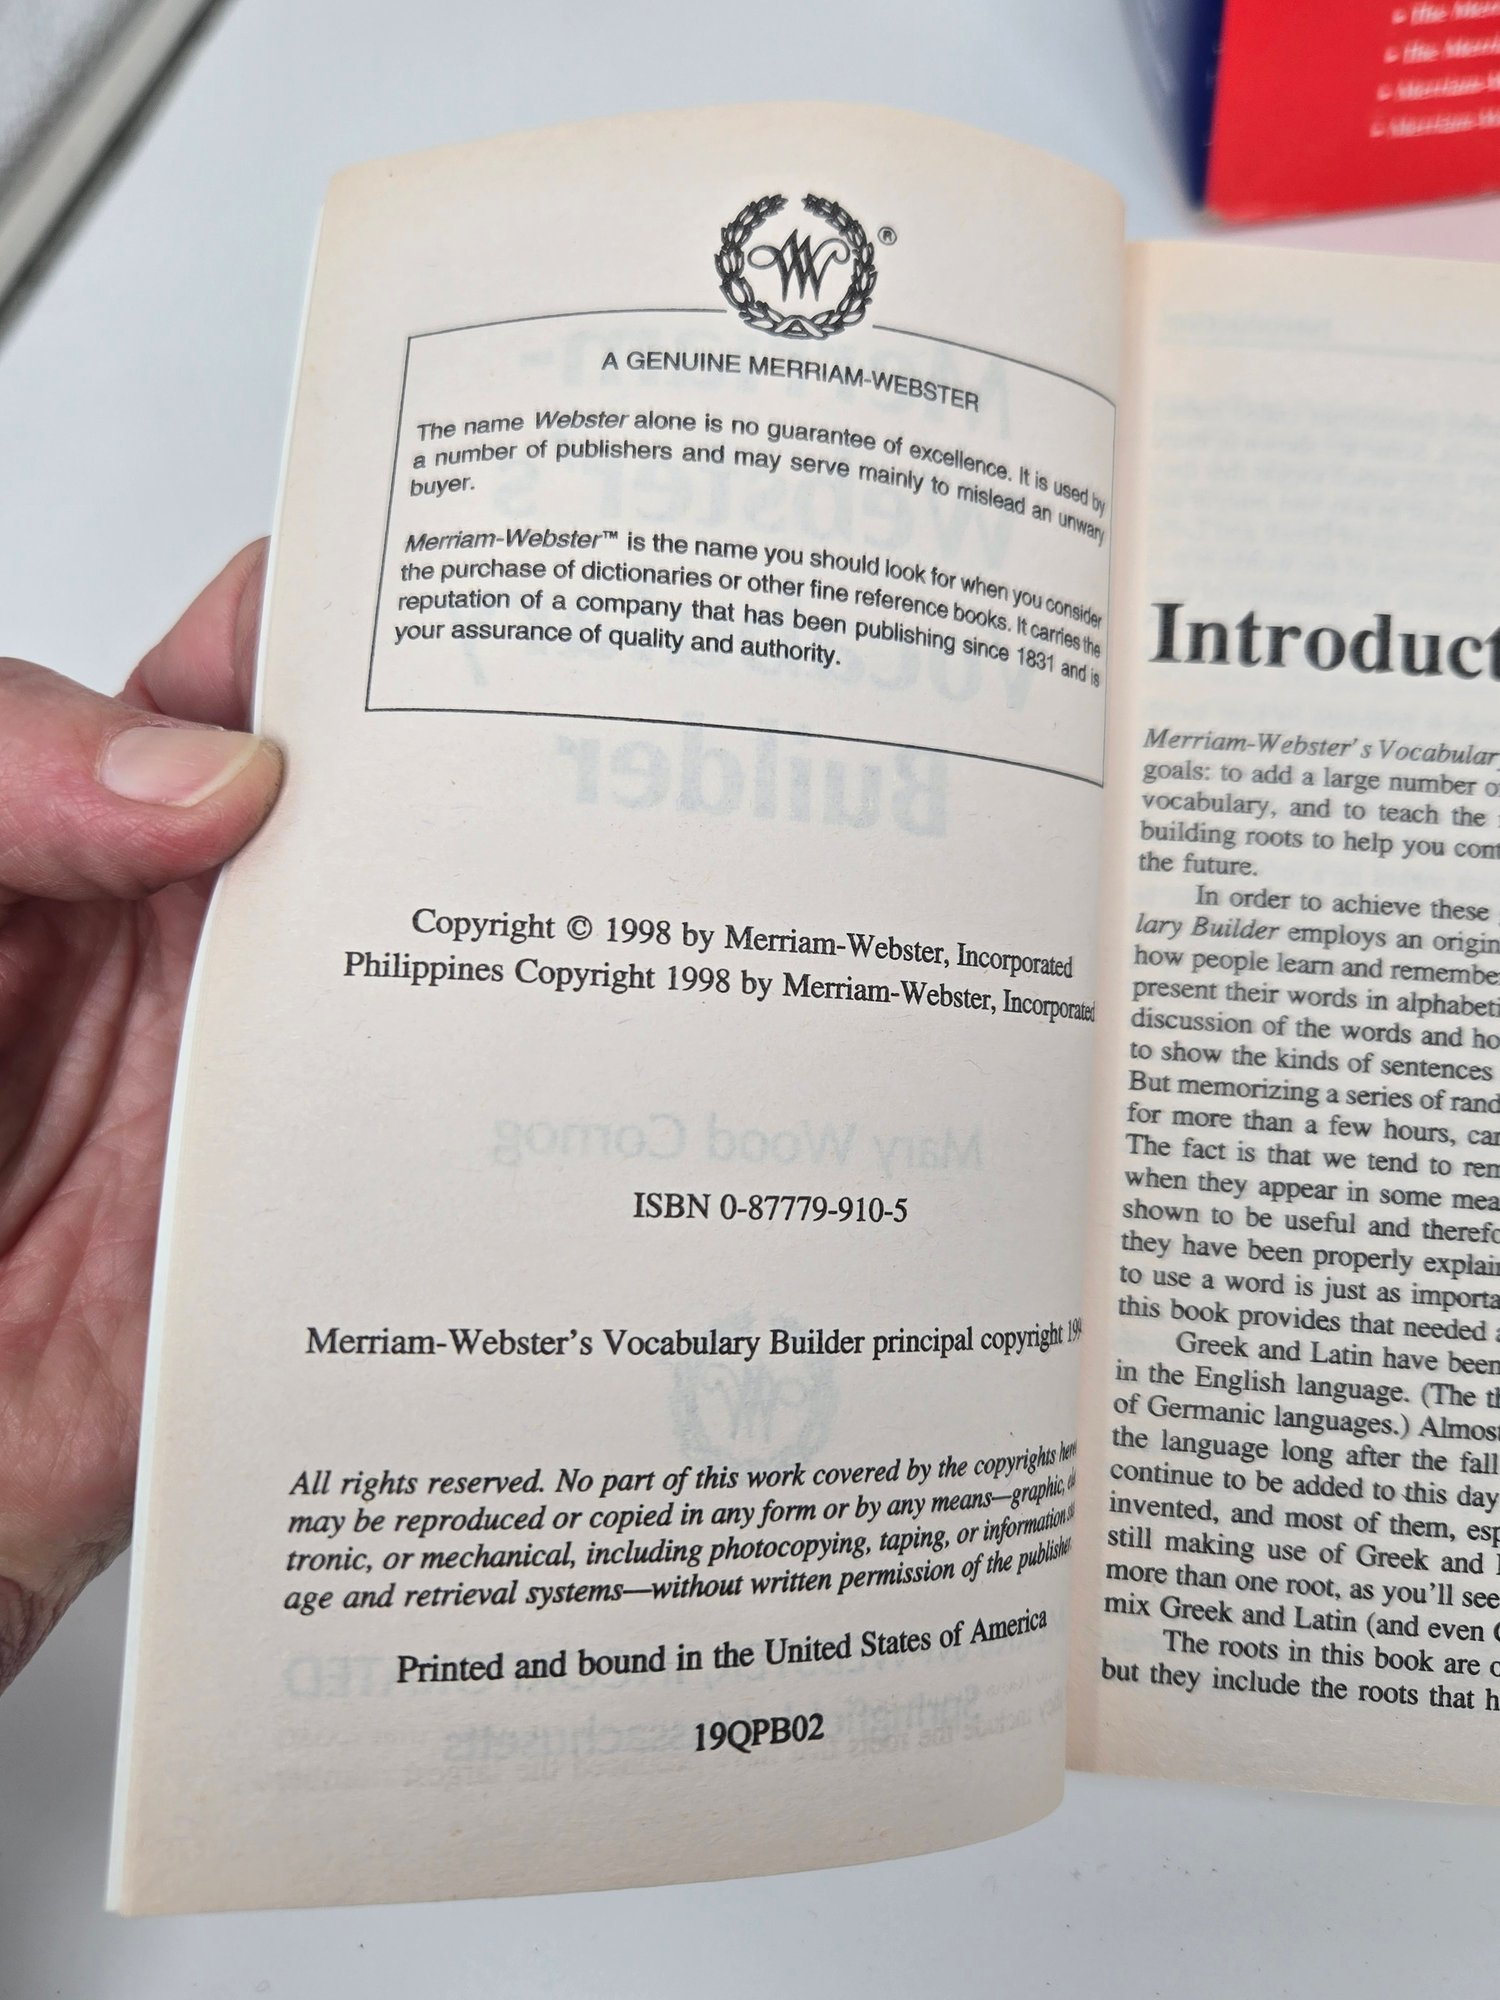 ®
A GENUINE MERRIAM-WEBSTER
The name Webster alone is no guarantee of excellence. It is used by
a number of publishers and may serve mainly to mislead an unwary
buyer.
Merriam-Webster™ is the name you should look for when you consider
the purchase of dictionaries or other fine reference books. It carries the
reputation of a company that has been publishing since 1831 and is
your assurance of quality and authority.
Copyright © 1998 by Merriam-Webster, Incorporated
Philippines Copyright 1998 by Merriam-Webster, Incorporated
ISBN 0-87779-910-5
Merriam-Webster's Vocabulary Builder principal copyright
All rights reserved. No part of this work covered by the copyrights
may be reproduced or copied in any form or by any means—graphic,
tronic, or mechanical, including photocopying, taping, or information
age and retrieval systems—without written permission of the publisher
Printed and bound in the United States of America
19QPB02
Introduct
Merriam-Webster's Vocabular
goals: to add a large number
vocabulary, and to teach the
building roots to help you
the future.
In order to achieve these
lary Builder employs an origin
how people learn and remember
present their words in alphabeti
discussion of the words and
to show the kinds of sentences
But memorizing a series of
for more than a few hours,
The fact is that we tend to
when they appear in some
shown to be useful and
they have been properly
to use a word is just as
this book provides that needed
Greek and Latin have been
in the English language. (The
of Germanic languages.) Almost
the language long after the fall
continue to be added to this day
invented, and most of them,
still making use of Greek and
more than one root, as you'll see
mix Greek and Latin (and even
The roots in this book are
but they include the roots that